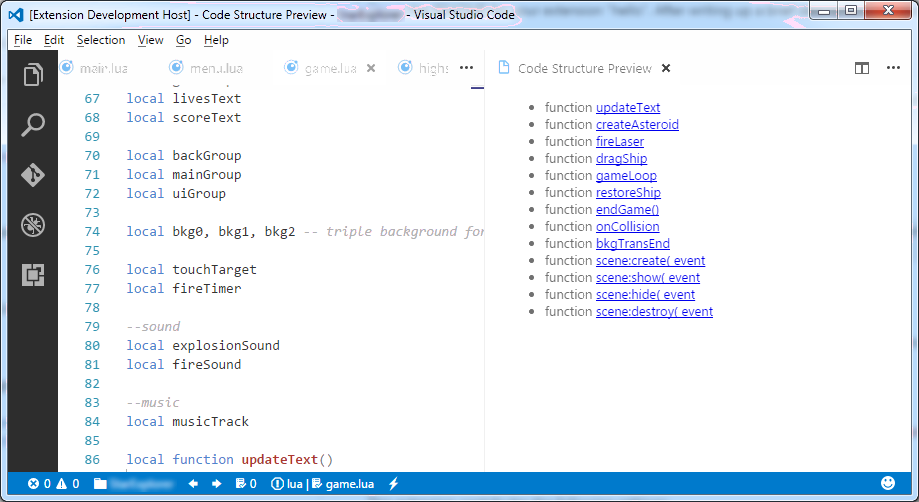 [Extension Development Host] - Code Structure Preview - - Visual Studio Code
File Edit Selection View Go Help
main.lua menu.lua game.lua highs
Code Structure Preview
67 local livesText
68 local scoreText
69
70 local backGroup
71 local mainGroup
72 local uiGroup
73
74 local bkg0, bkg1, bkg2 -- triple background for
75
76 local touchTarget
77 local fireTimer
78
79 --sound
80 local explosionSound
81 local fireSound
82
83 --music
84 local musicTrack
85
86 local function updateText()
function updateText
function createAsteroid
function fireLaser
function dragShip
function gameLoop
function restoreShip
function endGame()
function onCollision
function bkgTransEnd
function scene:create( event
function scene:show( event
function scene:hide( event
function scene:destroy( event
0 0 0 lua | game.lua